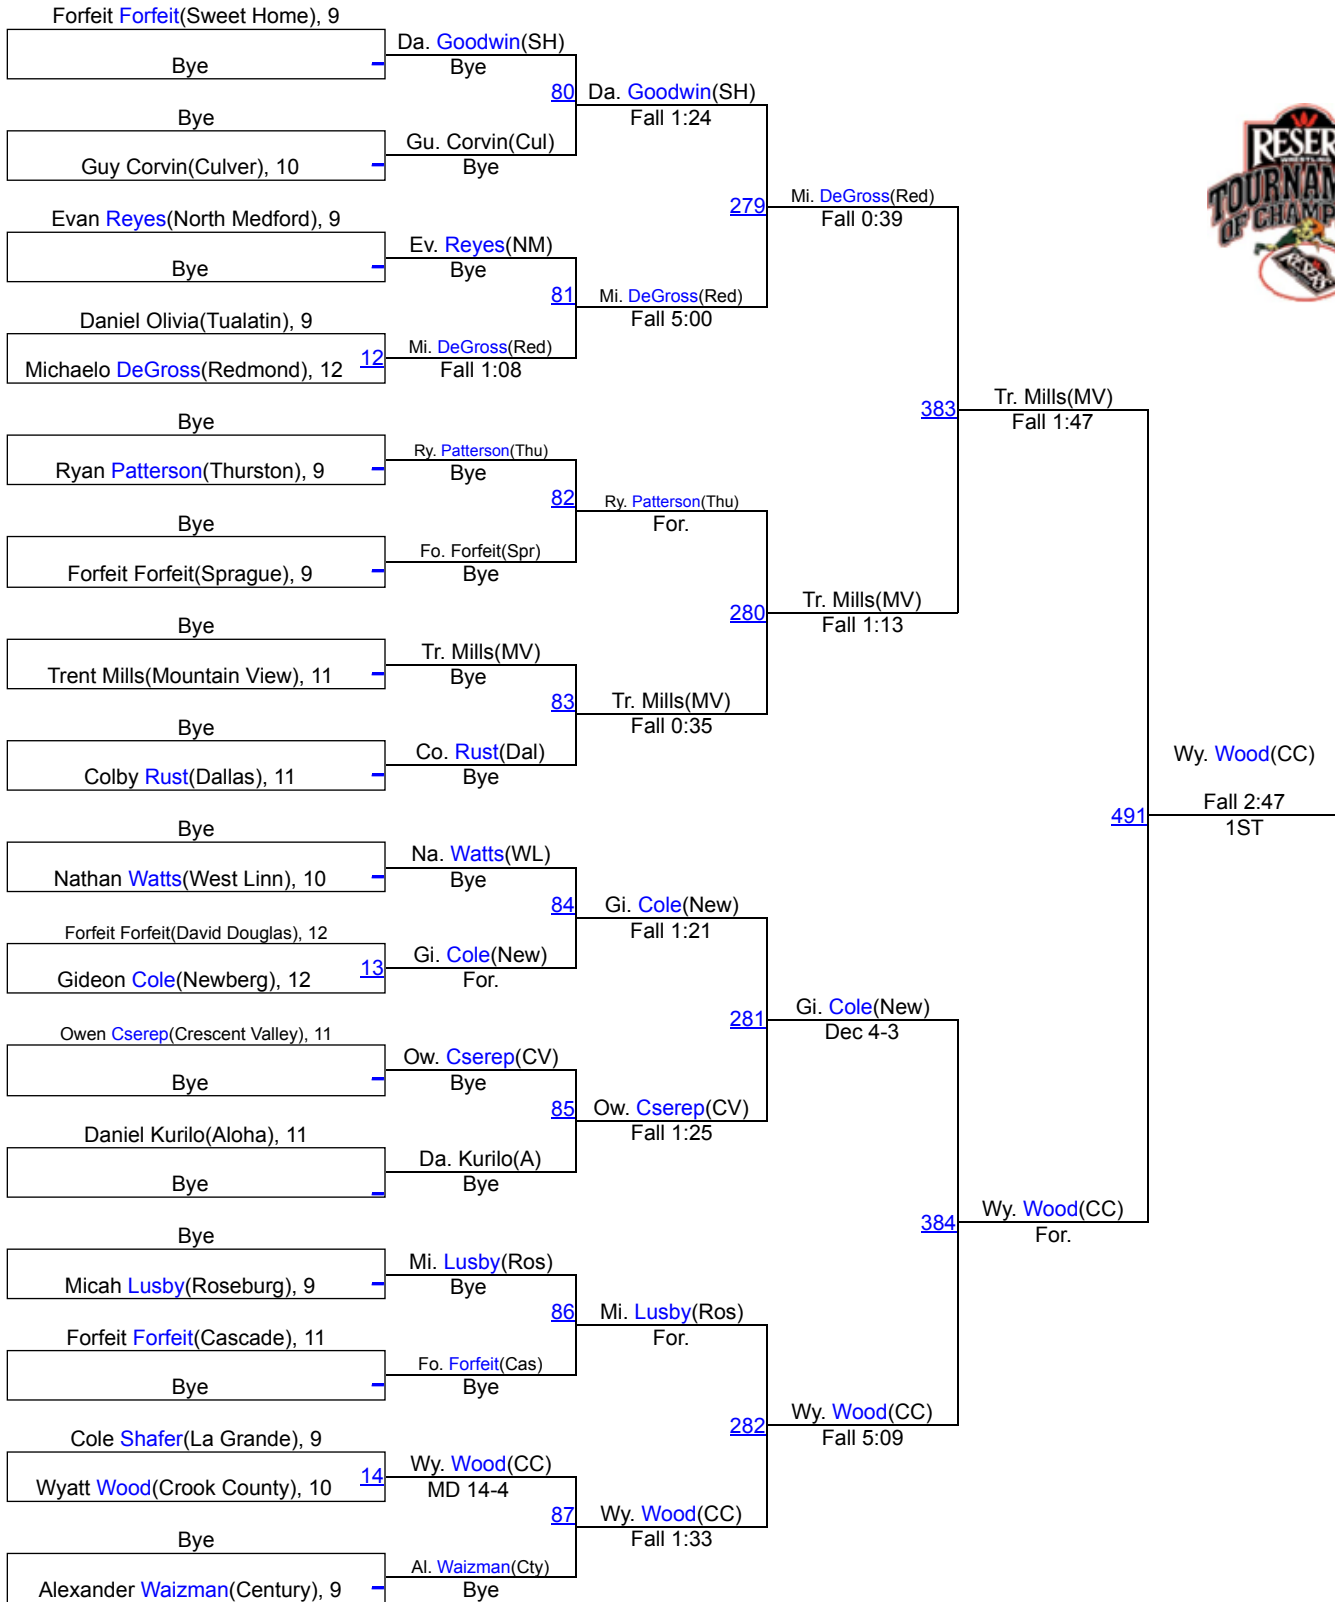 Forfeit Forfeit(Sweet Home), 9
Bye
Bye
Guy Corvin(Culver), 10
Evan Reyes(North Medford), 9
Bye
Daniel Olivia(Tualatin), 9
Michaelo DeGross(Redmond), 12
12
Bye
Ryan Patterson(Thurston), 9
Bye
Forfeit Forfeit(Sprague), 9
Bye
Trent Mills(Mountain View), 11
Bye
Colby Rust(Dallas), 11
Bye
Nathan Watts(West Linn), 10
Forfeit Forfeit(David Douglas), 12
Gideon Cole(Newberg), 12
13
Owen Cserep(Crescent Valley), 11
Bye
Daniel Kurilo(Aloha), 11
Bye
Bye
Micah Lusby(Roseburg), 9
Forfeit Forfeit(Cascade), 11
Bye
Cole Shafer(La Grande), 9
Wyatt Wood(Crook County), 10
14
Bye
Alexander Waizman(Century), 9
Da. Goodwin(SH)
Bye
80
Gu. Corvin(Cul)
Bye
Ev. Reyes(NM)
Bye
81
Mi. DeGross(Red)
Fall 1:08
Ry. Patterson(Thu)
Bye
82
Fo. Forfeit(Spr)
Bye
Tr. Mills(MV)
Bye
83
Co. Rust(Dal)
Bye
Na. Watts(WL)
Bye
84
Gi. Cole(New)
For.
Ow. Cserep(CV)
Bye
85
Da. Kurilo(A)
Bye
Mi. Lusby(Ros)
Bye
86
Fo. Forfeit(Cas)
Bye
Wy. Wood(CC)
MD 14-4
87
Al. Waizman(Cty)
Bye
Da. Goodwin(SH)
Fall 1:24
279
Mi. DeGross(Red)
Fall 5:00
Ry. Patterson(Thu)
For.
280
Tr. Mills(MV)
Fall 0:35
Gi. Cole(New)
Fall 1:21
281
Ow. Cserep(CV)
Fall 1:25
Mi. Lusby(Ros)
For.
282
Wy. Wood(CC)
Fall 1:33
Mi. DeGross(Red)
Fall 0:39
383
Tr. Mills(MV)
Fall 1:13
Gi. Cole(New)
Dec 4-3
384
Wy. Wood(CC)
Fall 5:09
Tr. Mills(MV)
Fall 1:47
491
Wy. Wood(CC)
For.
Wy. Wood(CC)
Fall 2:47
1ST
RESER
TOURNAM
OF CHAMP